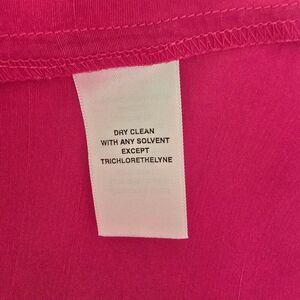 DRY CLEAN
WITH ANY SOLVENT
EXCEPT
TRICHLORETHELYNE